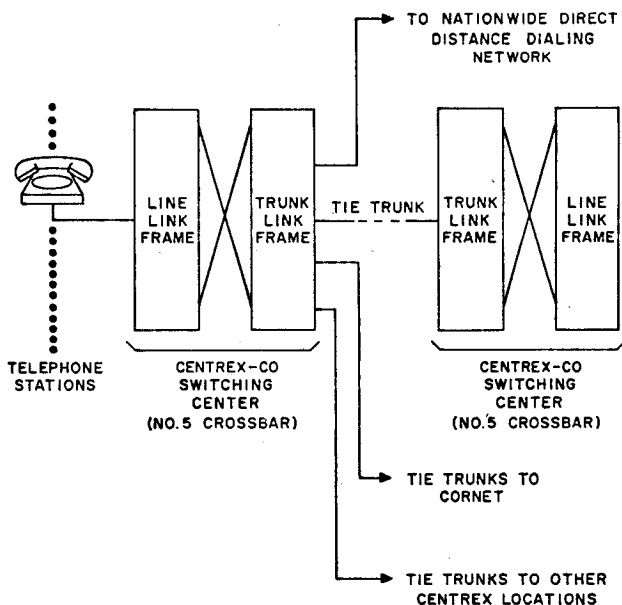 TO NATIONWIDE DIRECT
DISTANCE DIALING
NETWORK
LINE
LINK
FRAME
TRUNK
LINK
FRAME
TIE TRUNK
TRUNK
LINK
FRAME
LINE
LINK
FRAME
TELEPHONE
STATIONS
CENTREX-CO
SWITCHING
CENTER
(NO.5 CROSSBAR)
CENTREX-CO
SWITCHING
CENTER
(NO.5 CROSSBAR)
TIE TRUNKS TO
CORNET
TIE TRUNKS TO OTHER
CENTREX LOCATIONS